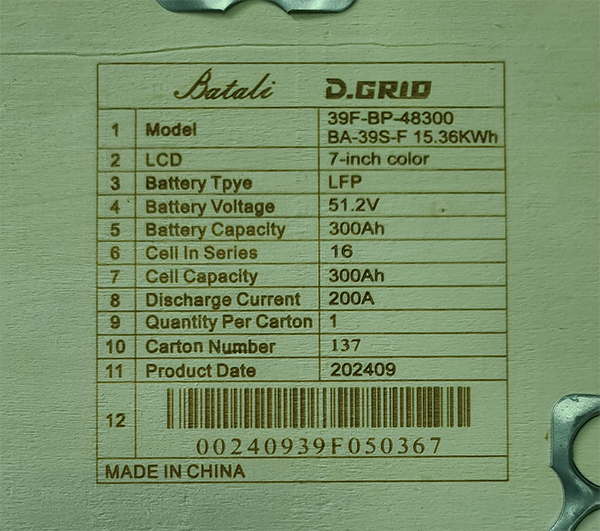 Batali D.GRID
1 Model 39F-BP-48300
BA-39S-F 15.36KWh
2 LCD 7-inch color
3 Battery Tpye LFP
4 Battery Voltage 51.2V
5 Battery Capacity 300Ah
6 Cell In Series 16
7 Cell Capacity 300Ah
8 Discharge Current 200A
9 Quantity Per Carton 1
10 Carton Number 137
11 Product Date 202409
12
00240939F050367
MADE IN CHINA